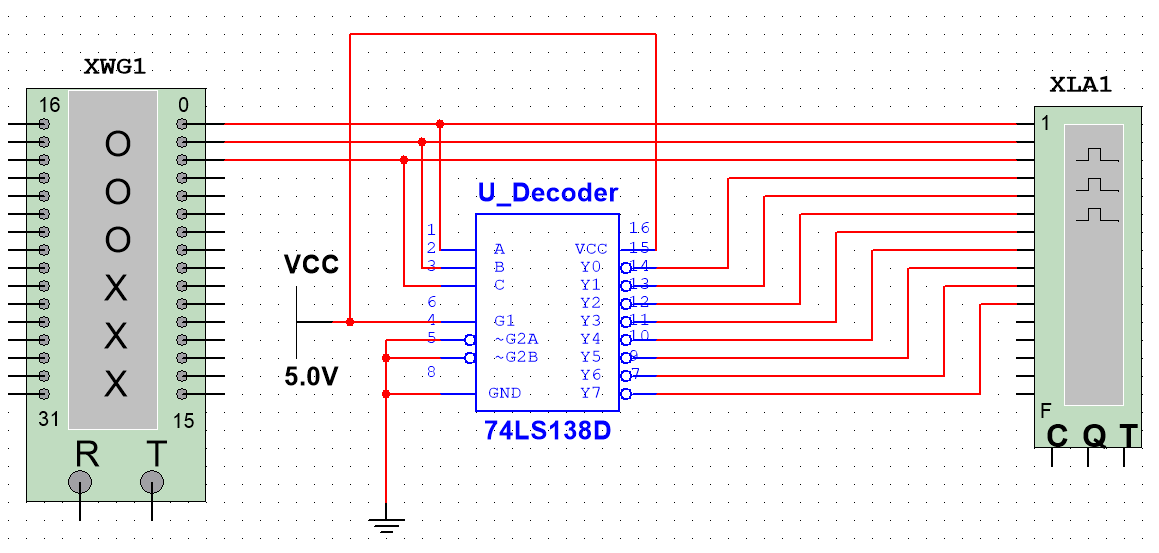 XWG1
16 0
O
O
O
X
X
X
31 15
R T
VCC
5.0V
U_Decoder
1
2 A
3 B
C
6
4 G1
5 ~G2A
~G2B
8
GND
16
VCC 15
Y0 14
Y1 13
Y2 12
Y3 11
Y4 10
Y5 9
Y6 7
Y7
74LS138D
XLA1
1
F
C Q T